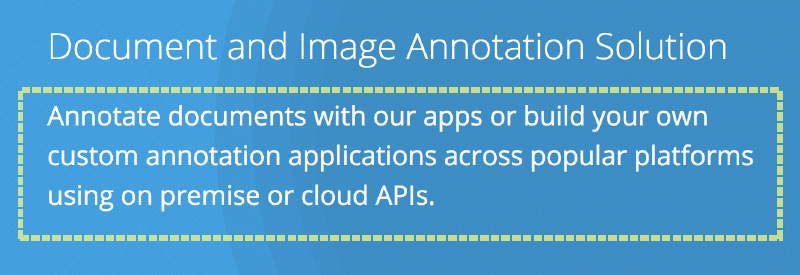 Document and Image Annotation Solution
Annotate documents with our apps or build your own
custom annotation applications across popular platforms
using on premise or cloud APIs.